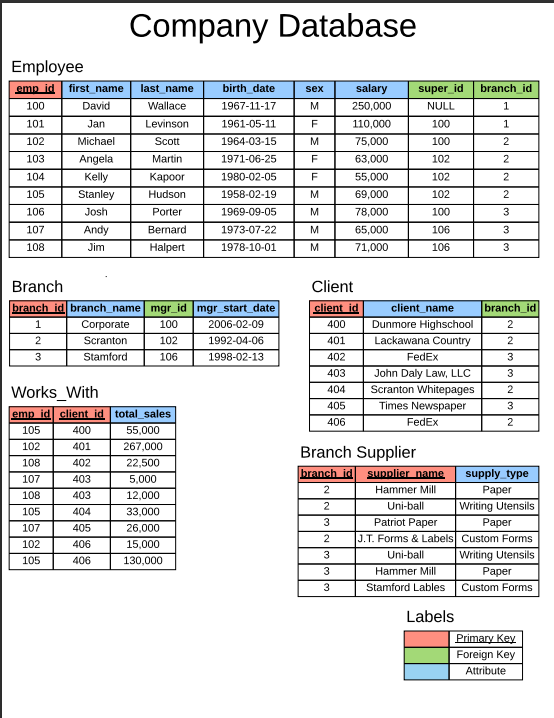 Company Database
Employee
emp_id first_name last_name birth_date sex salary super_id branch_id
100 David Wallace 1967-11-17 M 250,000 NULL 1
101 Jan Levinson 1961-05-11 F 110,000 100 1
102 Michael Scott 1964-03-15 M 75,000 100 2
103 Angela Martin 1971-06-25 F 63,000 102 2
104 Kelly Kapoor 1980-02-05 F 55,000 102 2
105 Stanley Hudson 1958-02-19 M 69,000 102 2
106 Josh Porter 1969-09-05 M 78,000 100 3
107 Andy Bernard 1973-07-22 M 65,000 106 3
108 Jim Halpert 1978-10-01 M 71,000 106 3
Branch
branch_id branch_name mgr_id mgr_start_date
1 Corporate 100 2006-02-09
2 Scranton 102 1992-04-06
3 Stamford 106 1998-02-13
Client
client_id client_name branch_id
400 Dunmore Highschool 2
401 Lackawana Country 2
402 FedEx 3
403 John Daly Law, LLC 3
404 Scranton Whitepages 2
405 Times Newspaper 3
406 FedEx 2
Works_With
emp_id client_id total_sales
105 400 55,000
102 401 267,000
108 402 22,500
107 403 5,000
108 403 12,000
105 404 33,000
107 405 26,000
102 406 15,000
105 406 130,000
Branch Supplier
branch_id supplier_name supply_type
2 Hammer Mill Paper
2 Uni-ball Writing Utensils
3 Patriot Paper Paper
2 J.T. Forms & Labels Custom Forms
3 Uni-ball Writing Utensils
3 Hammer Mill Paper
3 Stamford Lables Custom Forms
Labels
Primary Key
Foreign Key
Attribute